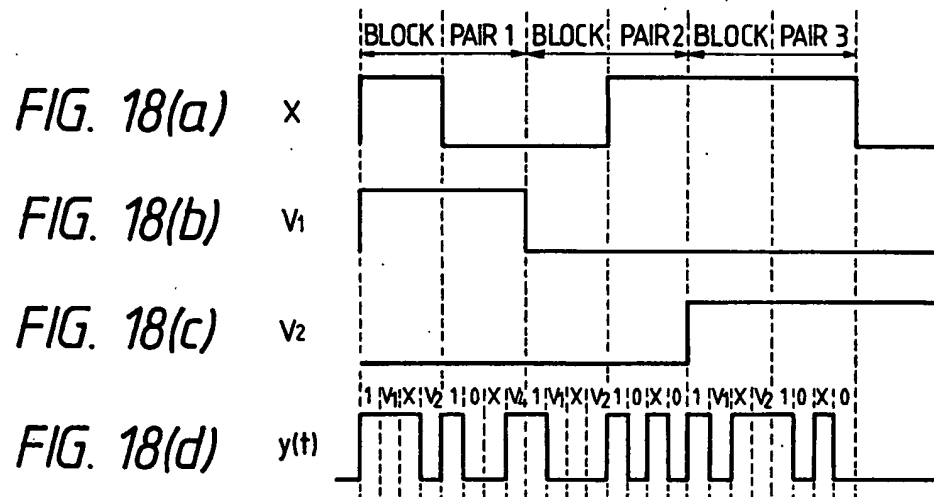 BLOCK PAIR 1 BLOCK PAIR 2 BLOCK PAIR 3
FIG. 18(a) X
FIG. 18(b) V1
FIG. 18(c) V2
1 V1 X V2 1 0 X V4 1 V1 X V2 1 0 X 0 1 V1 X V2 1 0 X 0
FIG. 18(d) y(t)